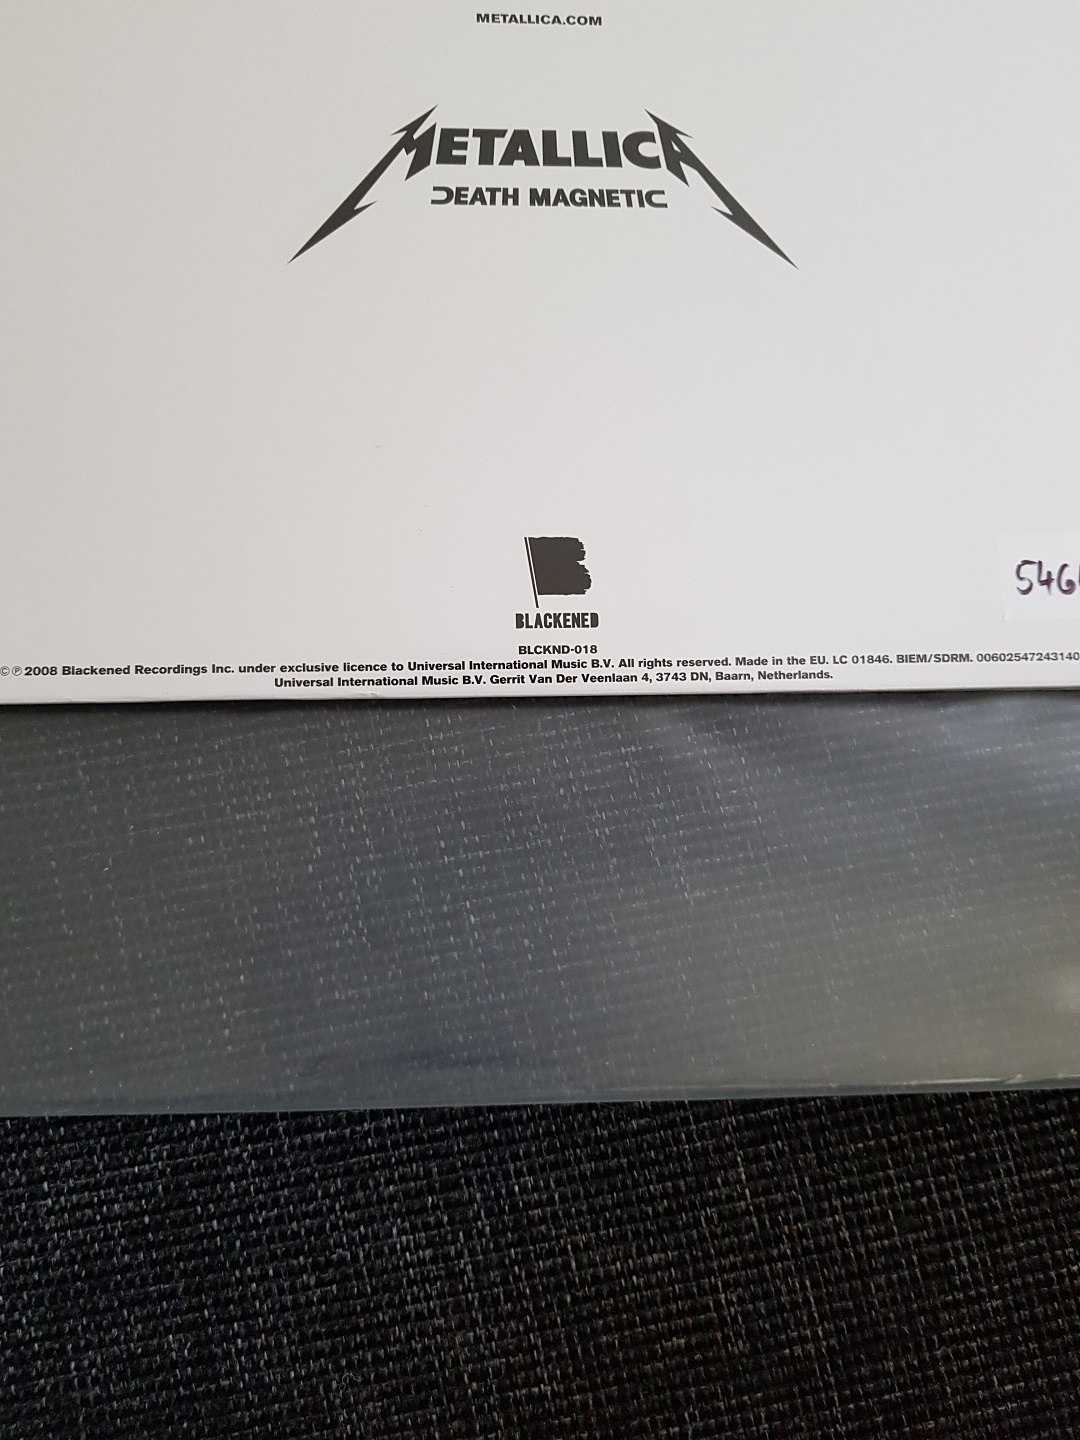 METALLICA.COM
METALLICA
DEATH MAGNETIC
BLACKENED
546
BLCKND-018
©℗ 2008 Blackened Recordings Inc. under exclusive licence to Universal International Music B.V. All rights reserved. Made in the EU. LC 01846. BIEM/SDRM. 00602547243140
Universal International Music B.V. Gerrit Van Der Veenlaan 4, 3743 DN, Baarn, Netherlands.